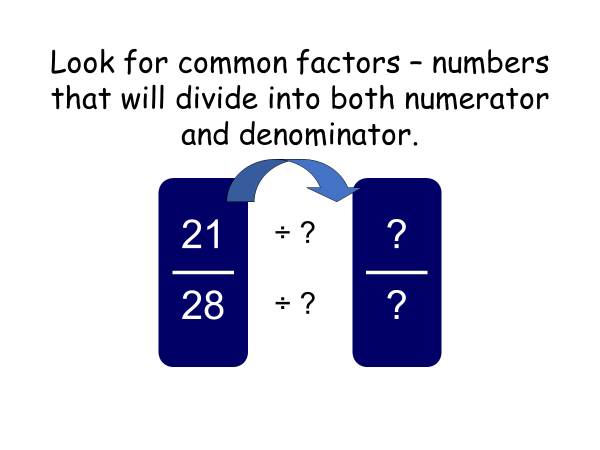 Look for common factors – numbers
that will divide into both numerator
and denominator.
21 ÷ ? ?
28 ÷ ? ?